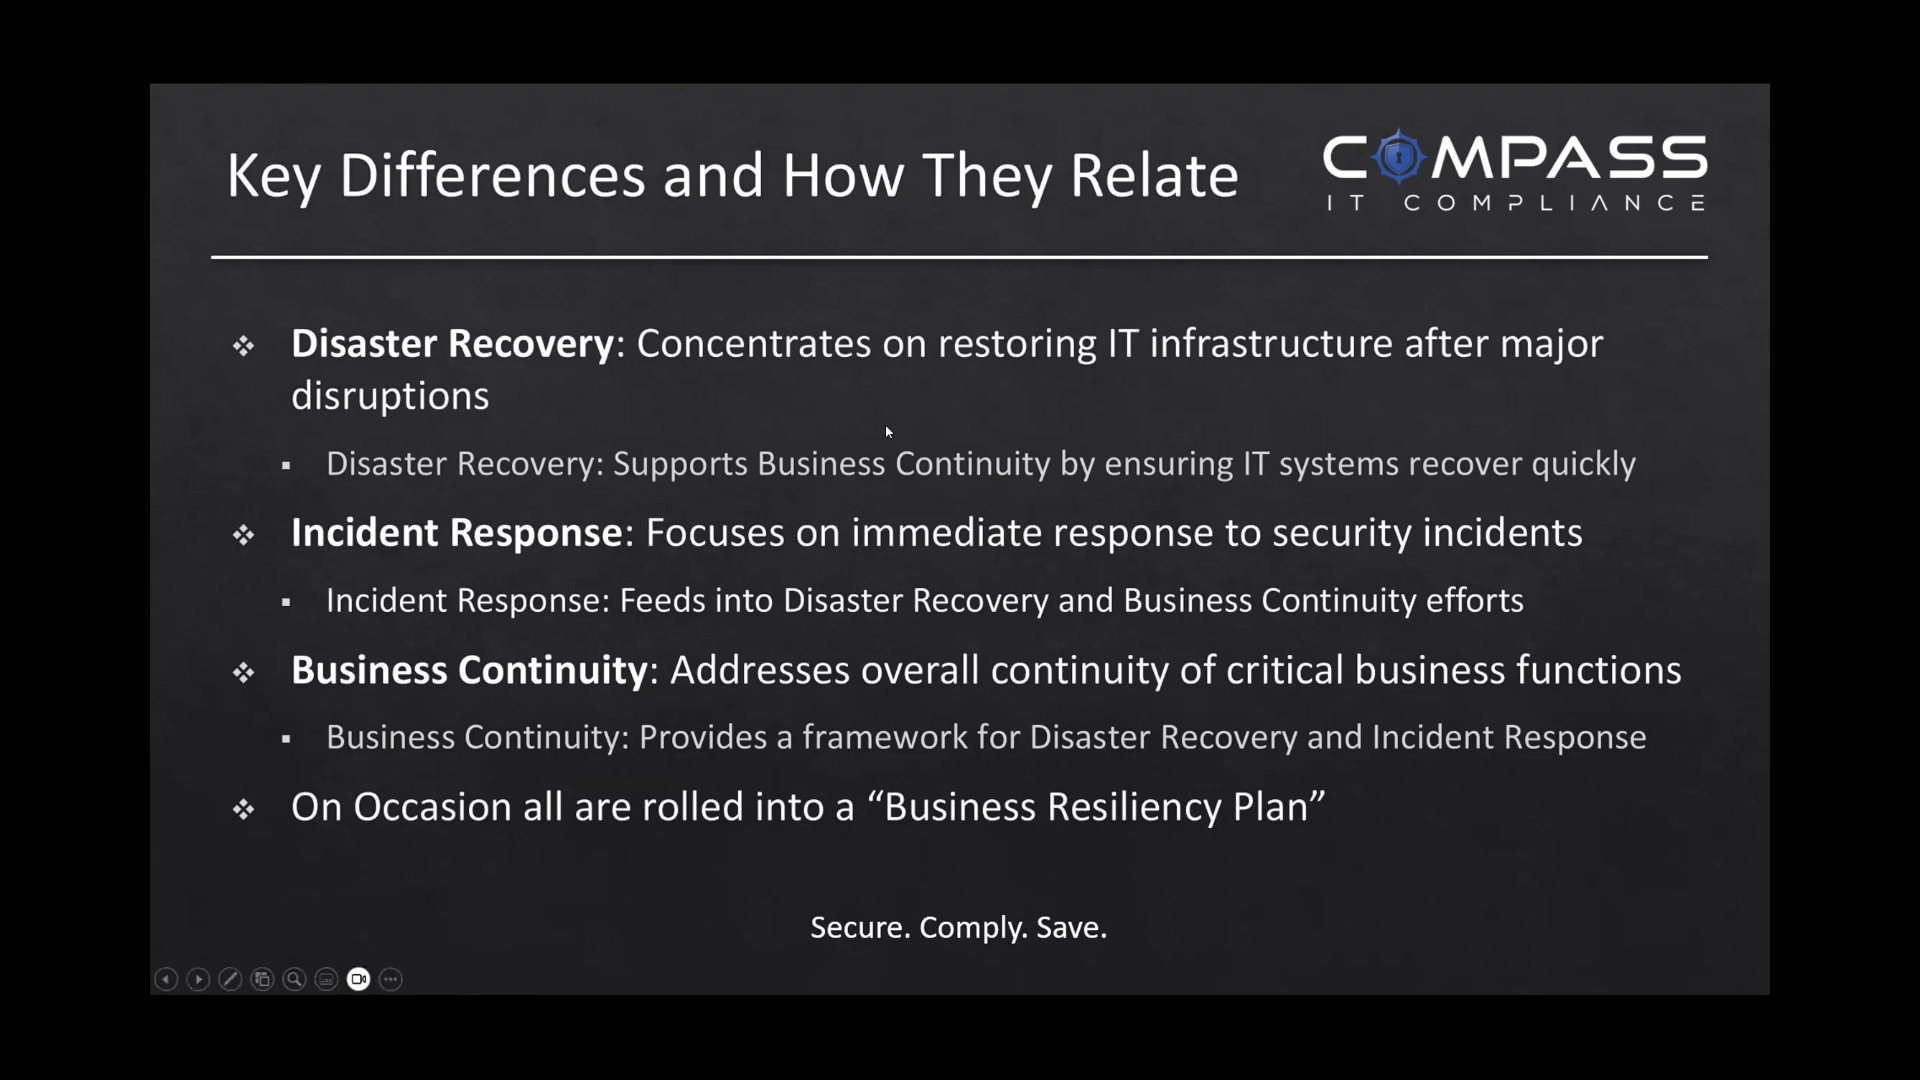 Key Differences and How They Relate
COMPASS
IT COMPLIANCE
Disaster Recovery: Concentrates on restoring IT infrastructure after major
disruptions
Disaster Recovery: Supports Business Continuity by ensuring IT systems recover quickly
Incident Response: Focuses on immediate response to security incidents
Incident Response: Feeds into Disaster Recovery and Business Continuity efforts
Business Continuity: Addresses overall continuity of critical business functions
Business Continuity: Provides a framework for Disaster Recovery and Incident Response
On Occasion all are rolled into a “Business Resiliency Plan”
Secure. Comply. Save.